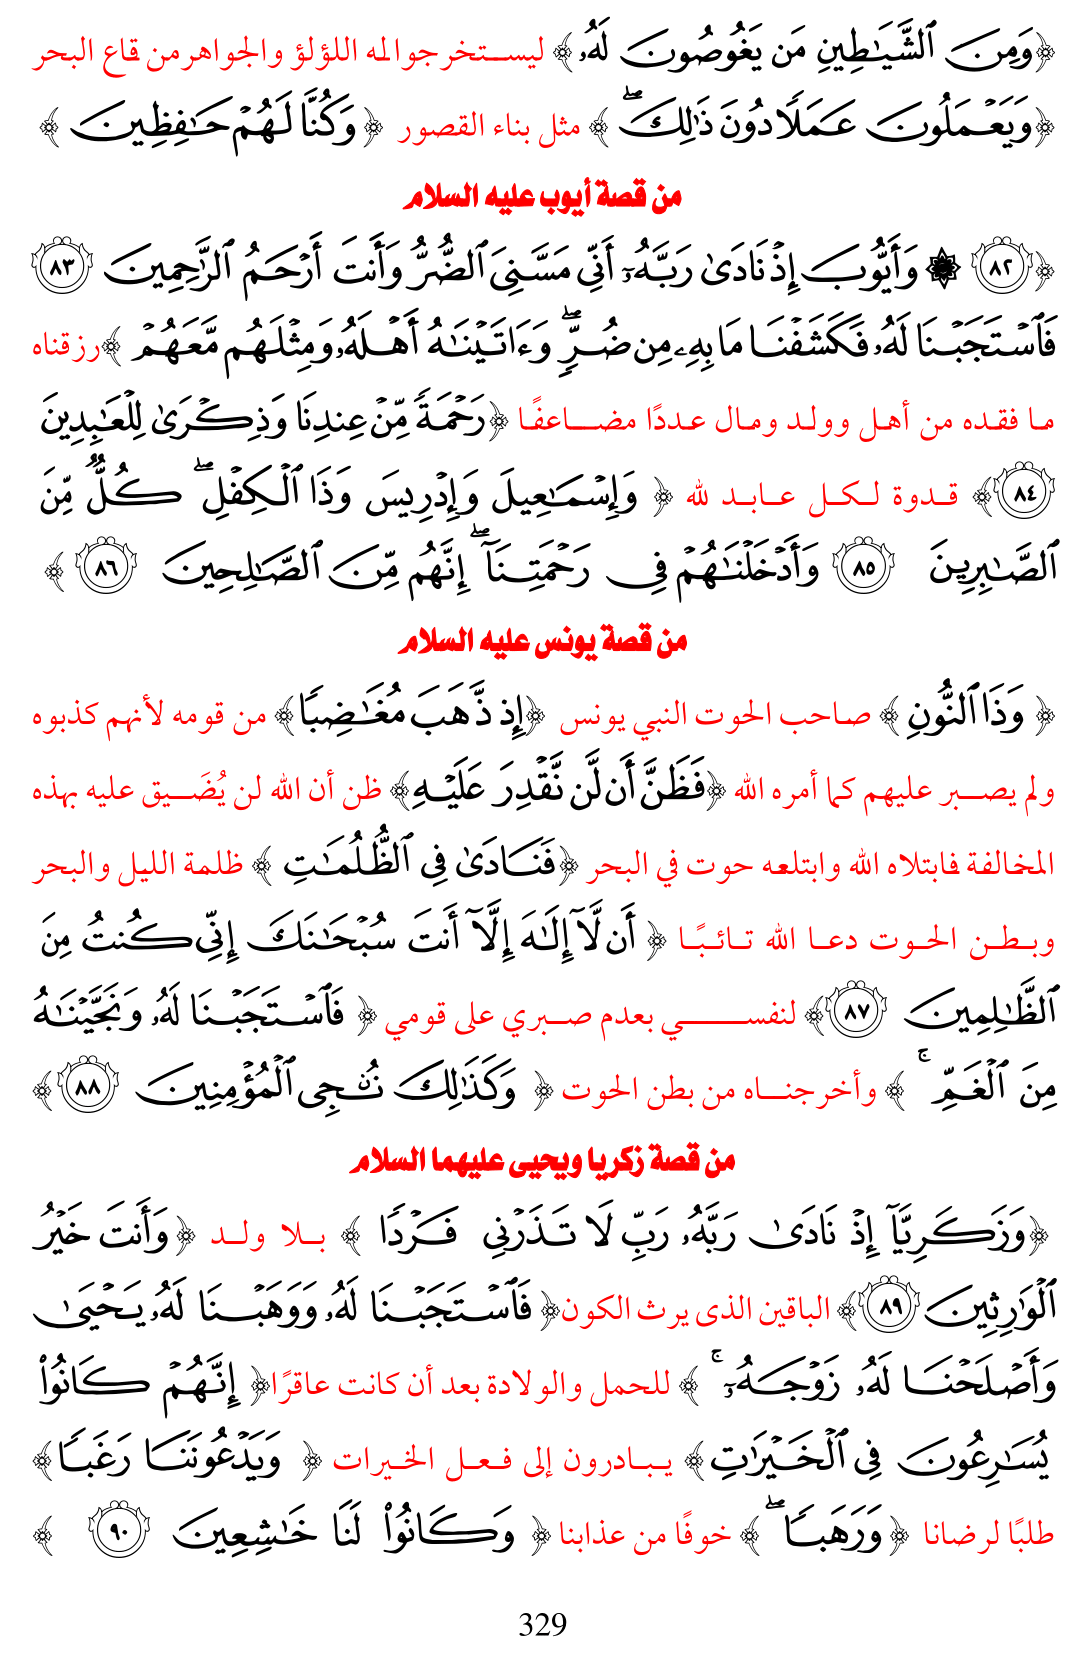 ﴿وَمِنَ ٱلشَّيَـٰطِينِ مَن يَغُوصُونَ لَهُۥ﴾ ليستخرجوا له اللؤلؤ والجواهر من قاع البحر
﴿وَيَعْمَلُونَ عَمَلًا دُونَ ذَٰلِكَ ۖ﴾ مثل بناء القصور ﴿وَكُنَّا لَهُمْ حَـٰفِظِينَ﴾
من قصة أيوب عليه السلام
﴿٨٢ ۞ وَأَيُّوبَ إِذْ نَادَىٰ رَبَّهُۥٓ أَنِّى مَسَّنِىَ ٱلضُّرُّ وَأَنتَ أَرْحَمُ ٱلرَّٰحِمِينَ ٨٣
فَٱسْتَجَبْنَا لَهُۥ فَكَشَفْنَا مَا بِهِۦ مِن ضُرٍّ ۖ وَءَاتَيْنَـٰهُ أَهْلَهُۥ وَمِثْلَهُم مَّعَهُمْ﴾ رزقناه
ما فقده من أهل وولد ومال عددًا مضاعفًا ﴿رَحْمَةً مِّنْ عِندِنَا وَذِكْرَىٰ لِلْعَـٰبِدِينَ
٨٤﴾ قدوة لكل عابد لله ﴿وَإِسْمَـٰعِيلَ وَإِدْرِيسَ وَذَا ٱلْكِفْلِ ۖ كُلٌّ مِّنَ
ٱلصَّـٰبِرِينَ ٨٥ وَأَدْخَلْنَـٰهُمْ فِى رَحْمَتِنَآ ۖ إِنَّهُم مِّنَ ٱلصَّـٰلِحِينَ ٨٦﴾
من قصة يونس عليه السلام
﴿وَذَا ٱلنُّونِ﴾ صاحب الحوت النبي يونس ﴿إِذ ذَّهَبَ مُغَـٰضِبًا﴾ من قومه لأنهم كذبوه
ولم يصبر عليهم كما أمره الله ﴿فَظَنَّ أَن لَّن نَّقْدِرَ عَلَيْهِ﴾ ظن أن الله لن يُضَيق عليه بهذه
المخالفة فابتلاه الله وابتلعه حوت في البحر ﴿فَنَادَىٰ فِى ٱلظُّلُمَـٰتِ﴾ ظلمة الليل والبحر
وبطن الحوت دعا الله تائبًا ﴿أَن لَّآ إِلَـٰهَ إِلَّآ أَنتَ سُبْحَـٰنَكَ إِنِّى كُنتُ مِنَ
ٱلظَّـٰلِمِينَ ٨٧﴾ لنفسي بعدم صبري على قومي ﴿فَٱسْتَجَبْنَا لَهُۥ وَنَجَّيْنَـٰهُ
مِنَ ٱلْغَمِّ ۚ﴾ وأخرجناه من بطن الحوت ﴿وَكَذَٰلِكَ نُـۨجِى ٱلْمُؤْمِنِينَ ٨٨﴾
من قصة زكريا ويحيى عليهما السلام
﴿وَزَكَرِيَّآ إِذْ نَادَىٰ رَبَّهُۥ رَبِّ لَا تَذَرْنِى فَرْدًا﴾ بلا ولد ﴿وَأَنتَ خَيْرُ
ٱلْوَٰرِثِينَ ٨٩﴾ الباقين الذى يرث الكون ﴿فَٱسْتَجَبْنَا لَهُۥ وَوَهَبْنَا لَهُۥ يَحْيَىٰ
وَأَصْلَحْنَا لَهُۥ زَوْجَهُۥٓ ۚ﴾ للحمل والولادة بعد أن كانت عاقرًا ﴿إِنَّهُمْ كَانُوا۟
يُسَـٰرِعُونَ فِى ٱلْخَيْرَٰتِ﴾ يبادرون إلى فعل الخيرات ﴿وَيَدْعُونَنَا رَغَبًا﴾
طلبًا لرضانا ﴿وَرَهَبًا ۖ﴾ خوفًا من عذابنا ﴿وَكَانُوا۟ لَنَا خَـٰشِعِينَ ٩٠﴾
329